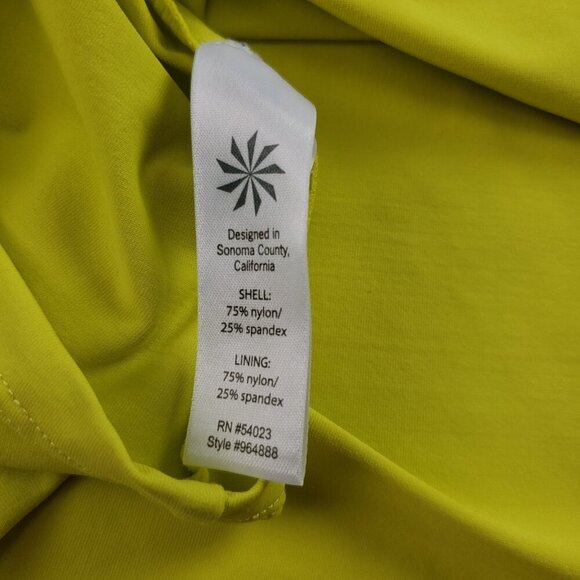 Designed in
Sonoma County,
California
SHELL:
75% nylon/
25% spandex
LINING:
75% nylon/
25% spandex
RN #54023
Style #964888